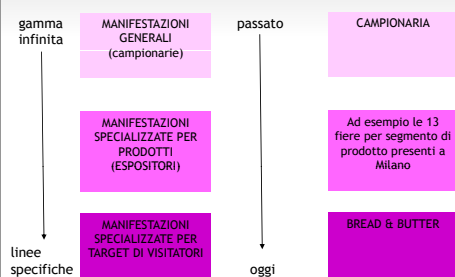 gamma
infinita
MANIFESTAZIONI
GENERALI
(campionarie)
passato
CAMPIONARIA
MANIFESTAZIONI
SPECIALIZZATE PER
PRODOTTI
(ESPOSITORI)
Ad esempio le 13
fiere per segmento di
prodotto presenti a
Milano
linee
specifiche
MANIFESTAZIONI
SPECIALIZZATE PER
TARGET DI VISITATORI
oggi
BREAD & BUTTER